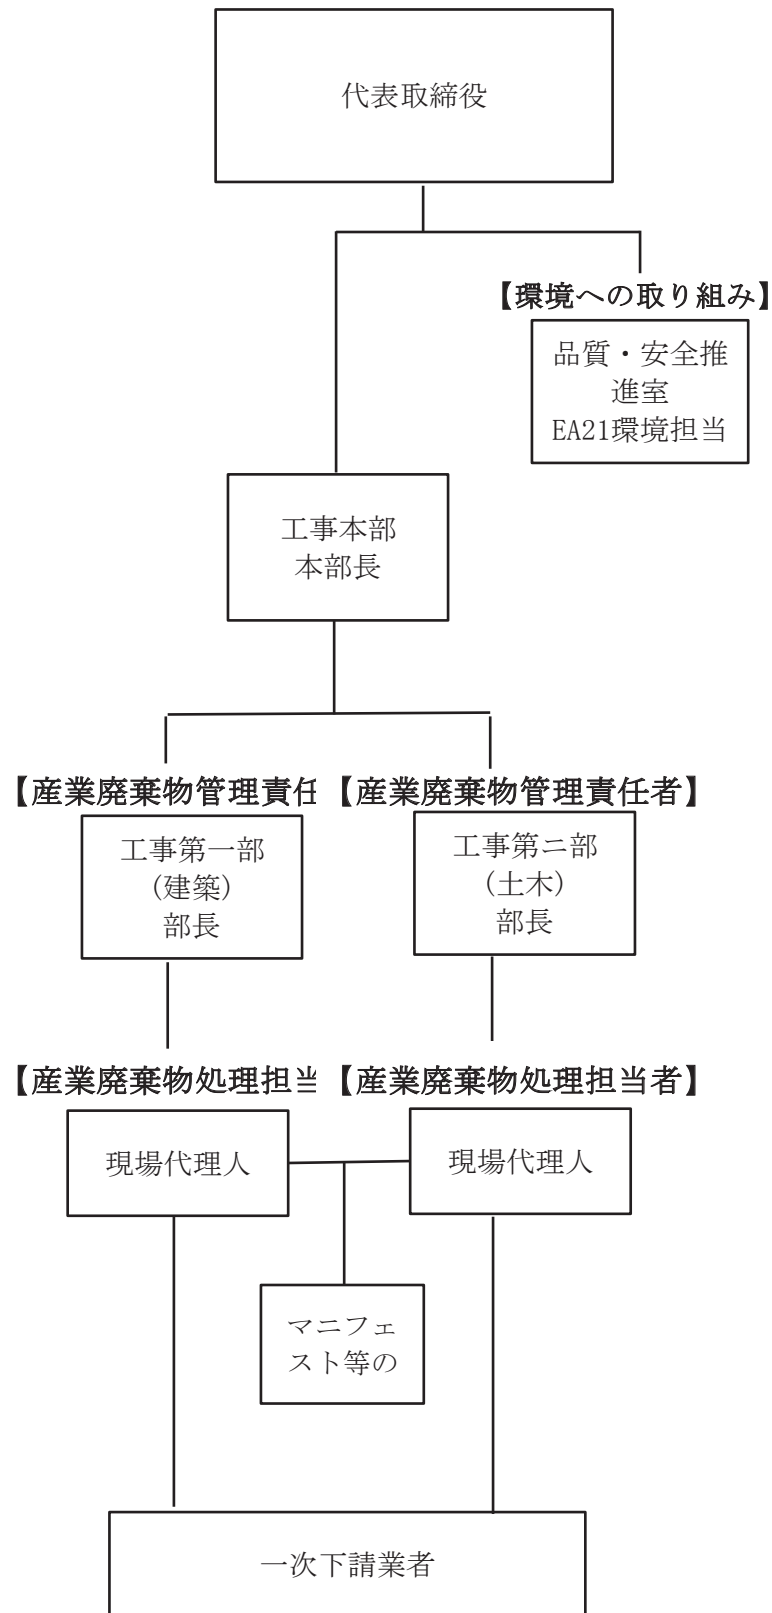 代表取締役
【環境への取り組み】
品質・安全推
進室
EA21環境担当
工事本部
本部長
【産業廃棄物管理責任
【産業廃棄物管理責任者】
工事第一部
(建築)
部長
工事第二部
(土木)
部長
【産業廃棄物処理担当
【産業廃棄物処理担当者】
現場代理人
現場代理人
マニフェ
スト等の
一次下請業者